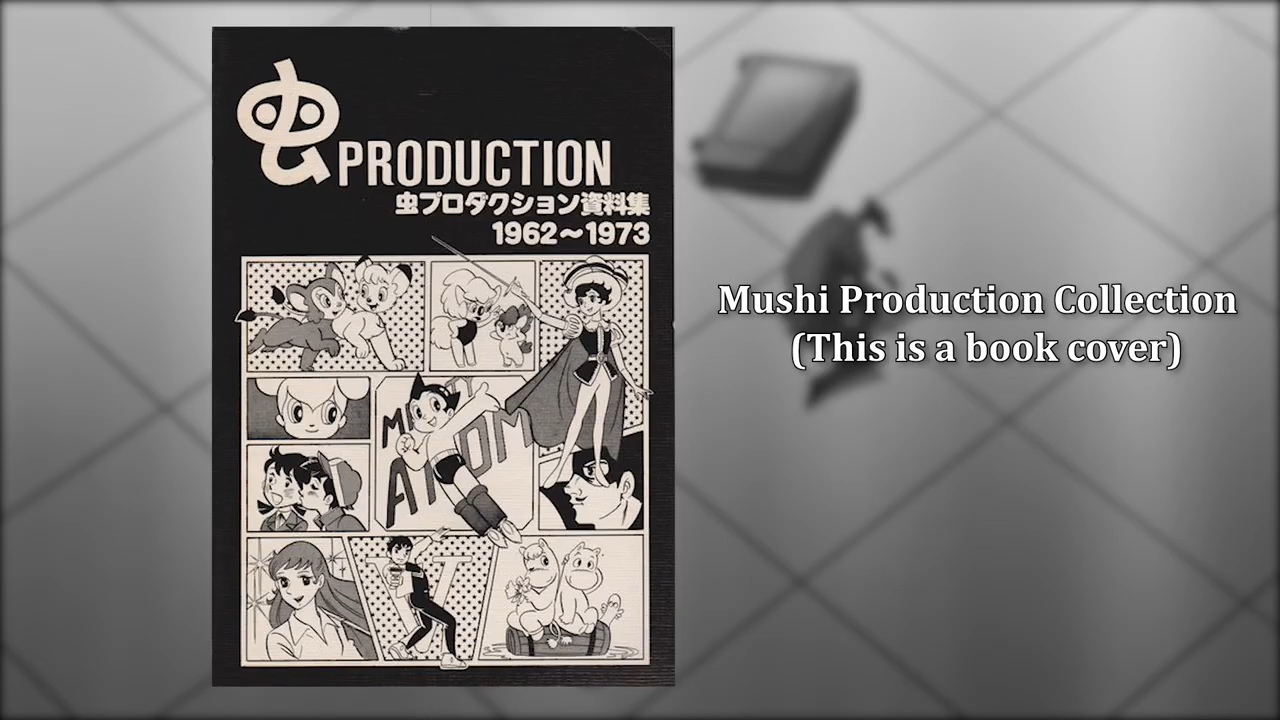 虫PRODUCTION
虫プロダクション資料集
1962～1973
MIGHTY
ATOM
Mushi Production Collection
(This is a book cover)